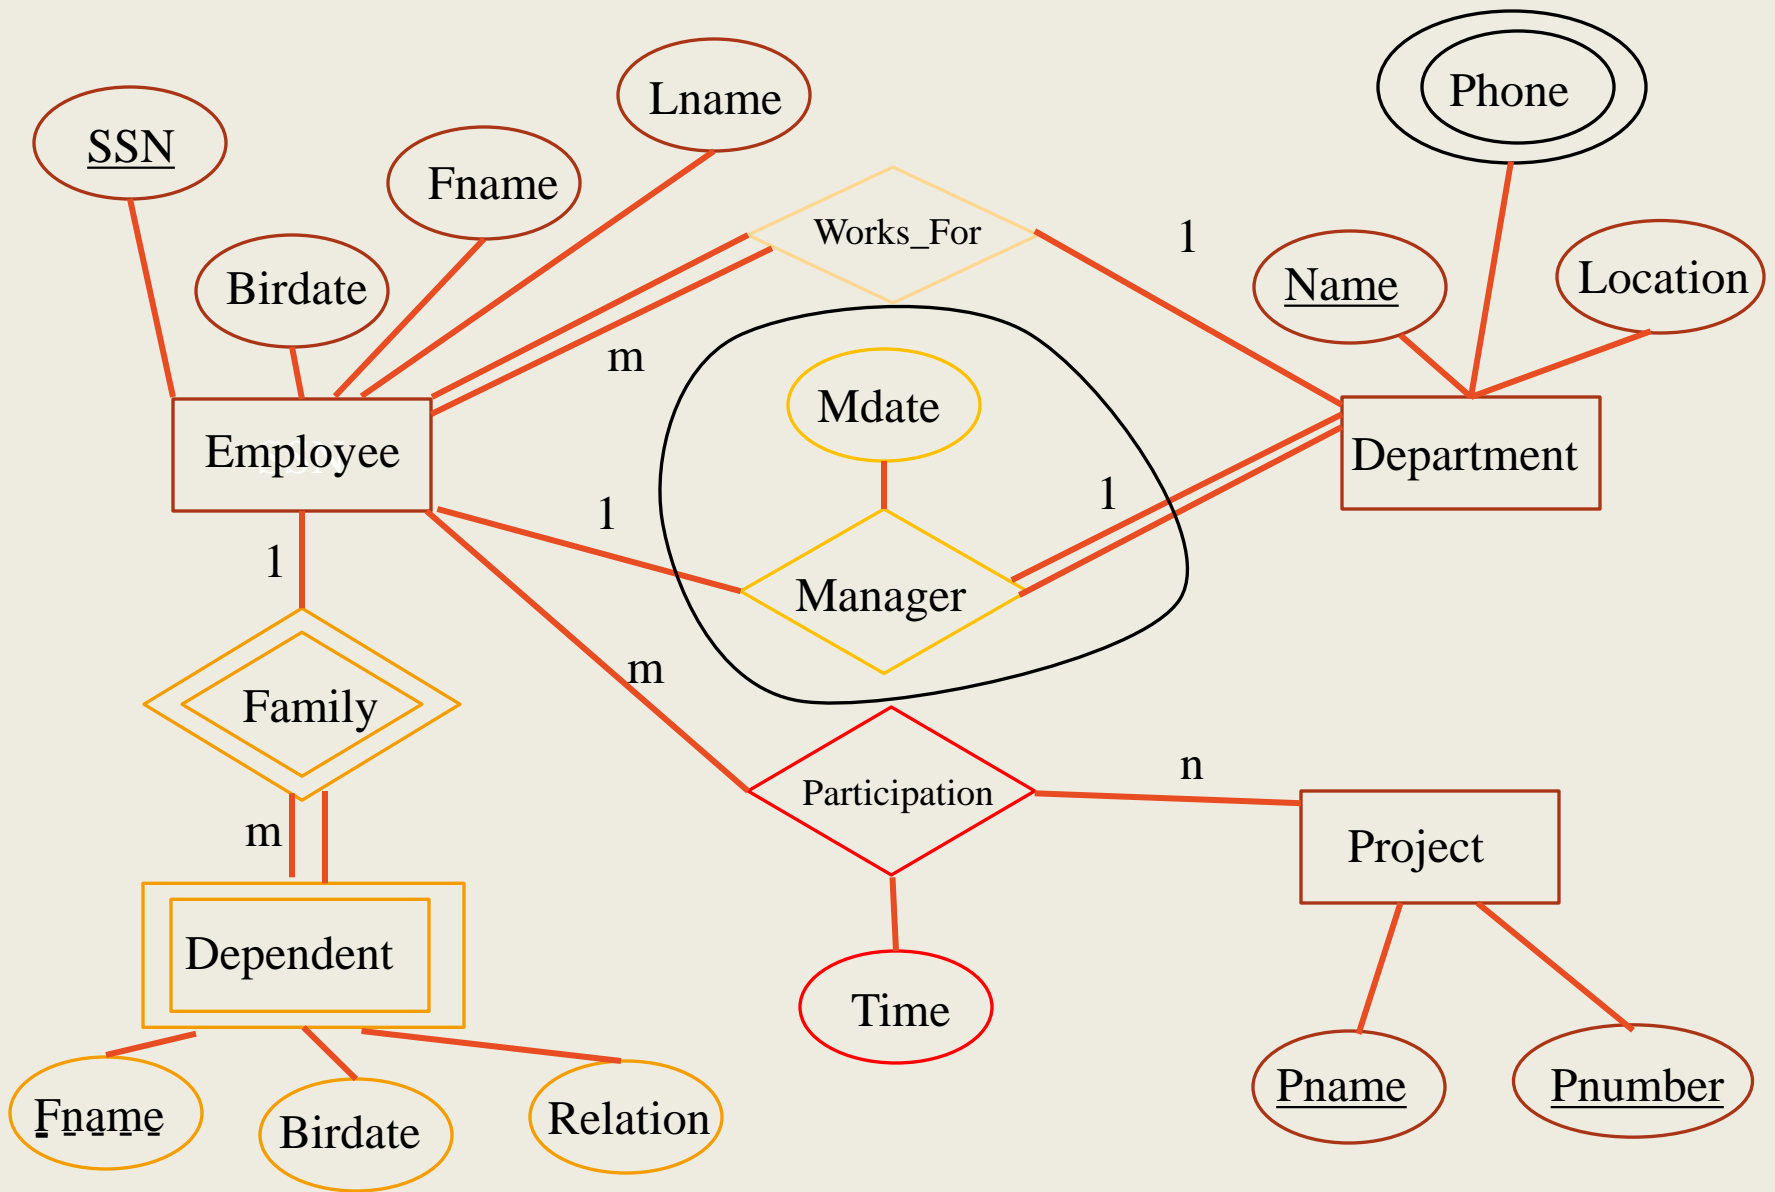 Lname
Phone
SSN
Fname
Works_For
1
Name
Location
Birdate
m
Mdate
Employee
Department
1
1
1
Manager
m
Family
n
Participation
m
Project
Dependent
Time
Pname
Pnumber
Fname
Birdate
Relation